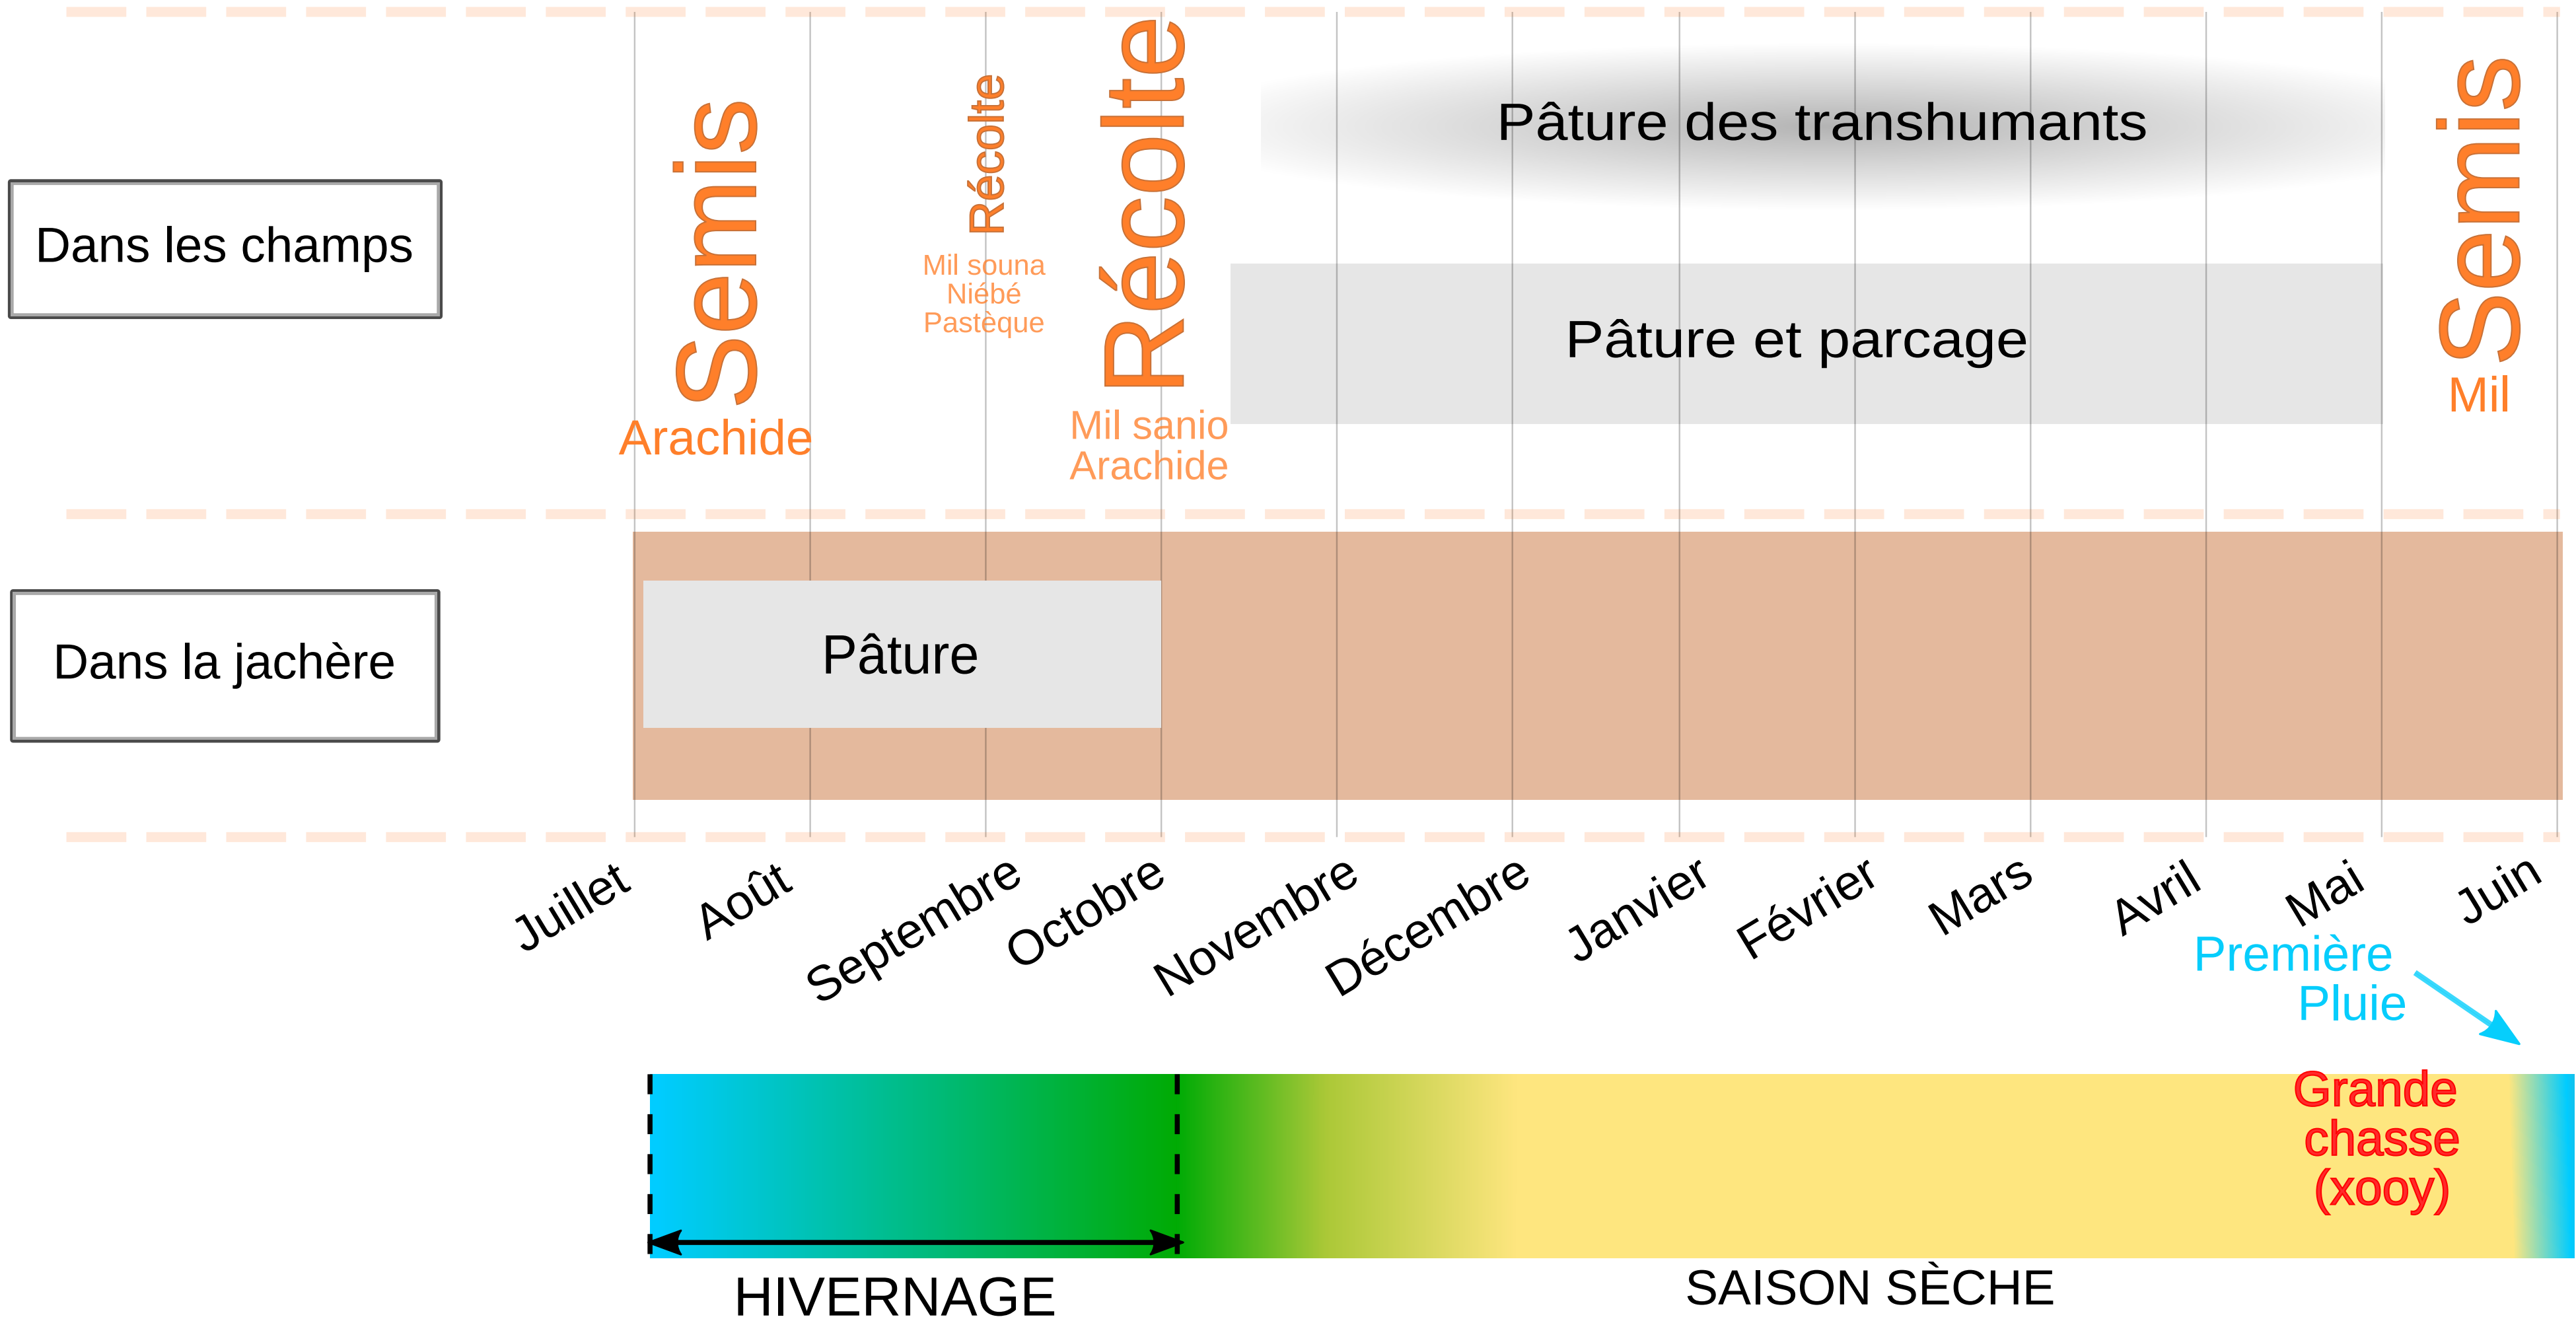 Dans les champs
Semis
Arachide
Récolte
Mil souna
Niébé
Pastèque
Récolte
Mil sanio
Arachide
Pâture des transhumants
Pâture et parcage
Semis
Mil
Dans la jachère
Pâture
Juillet
Août
Septembre
Octobre
Novembre
Décembre
Janvier
Février
Mars
Avril
Mai
Juin
Première
Pluie
Grande
chasse
(xooy)
HIVERNAGE
SAISON SÈCHE